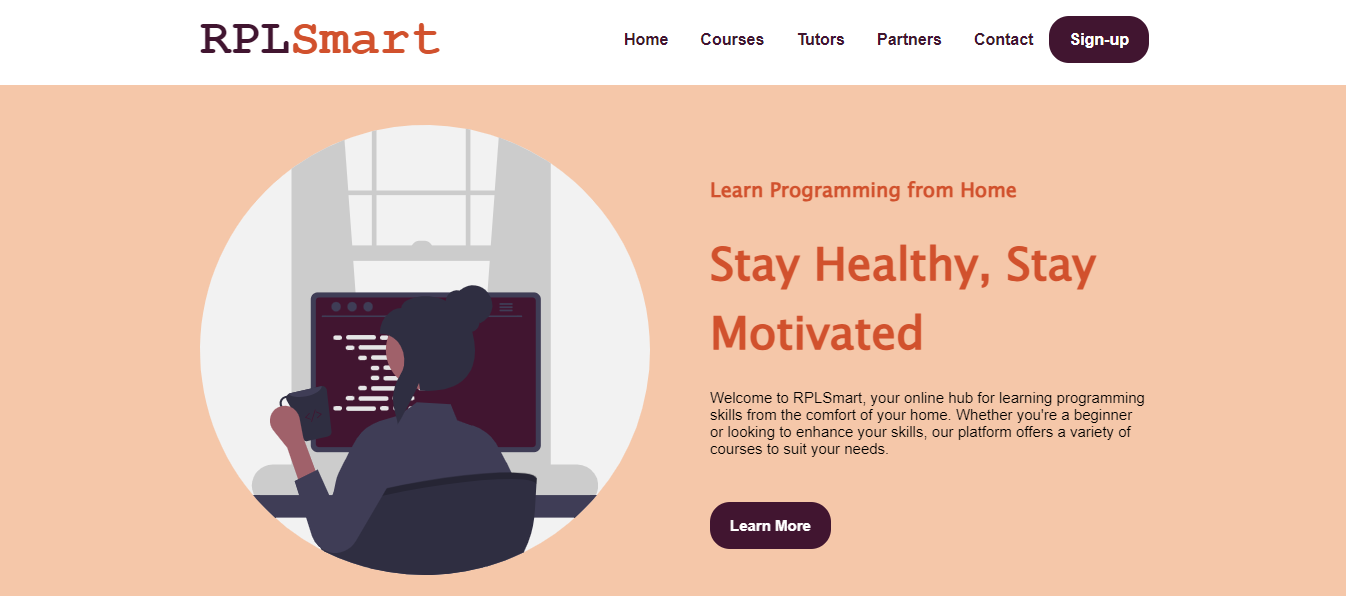 RPLSmart
Home Courses Tutors Partners Contact Sign-up
Learn Programming from Home
Stay Healthy, Stay
Motivated
Welcome to RPLSmart, your online hub for learning programming
skills from the comfort of your home. Whether you're a beginner
or looking to enhance your skills, our platform offers a variety of
courses to suit your needs.
Learn More